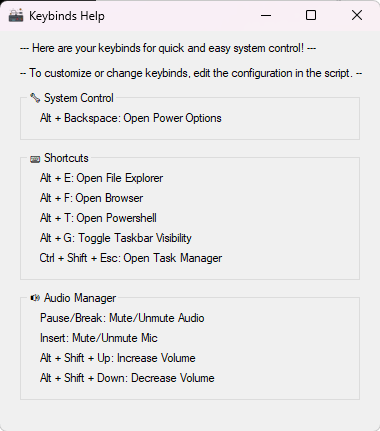 Keybinds Help
--- Here are your keybinds for quick and easy system control! ---
-- To customize or change keybinds, edit the configuration in the script. --
System Control
Alt + Backspace: Open Power Options
Shortcuts
Alt + E: Open File Explorer
Alt + F: Open Browser
Alt + T: Open Powershell
Alt + G: Toggle Taskbar Visibility
Ctrl + Shift + Esc: Open Task Manager
Audio Manager
Pause/Break: Mute/Unmute Audio
Insert: Mute/Unmute Mic
Alt + Shift + Up: Increase Volume
Alt + Shift + Down: Decrease Volume